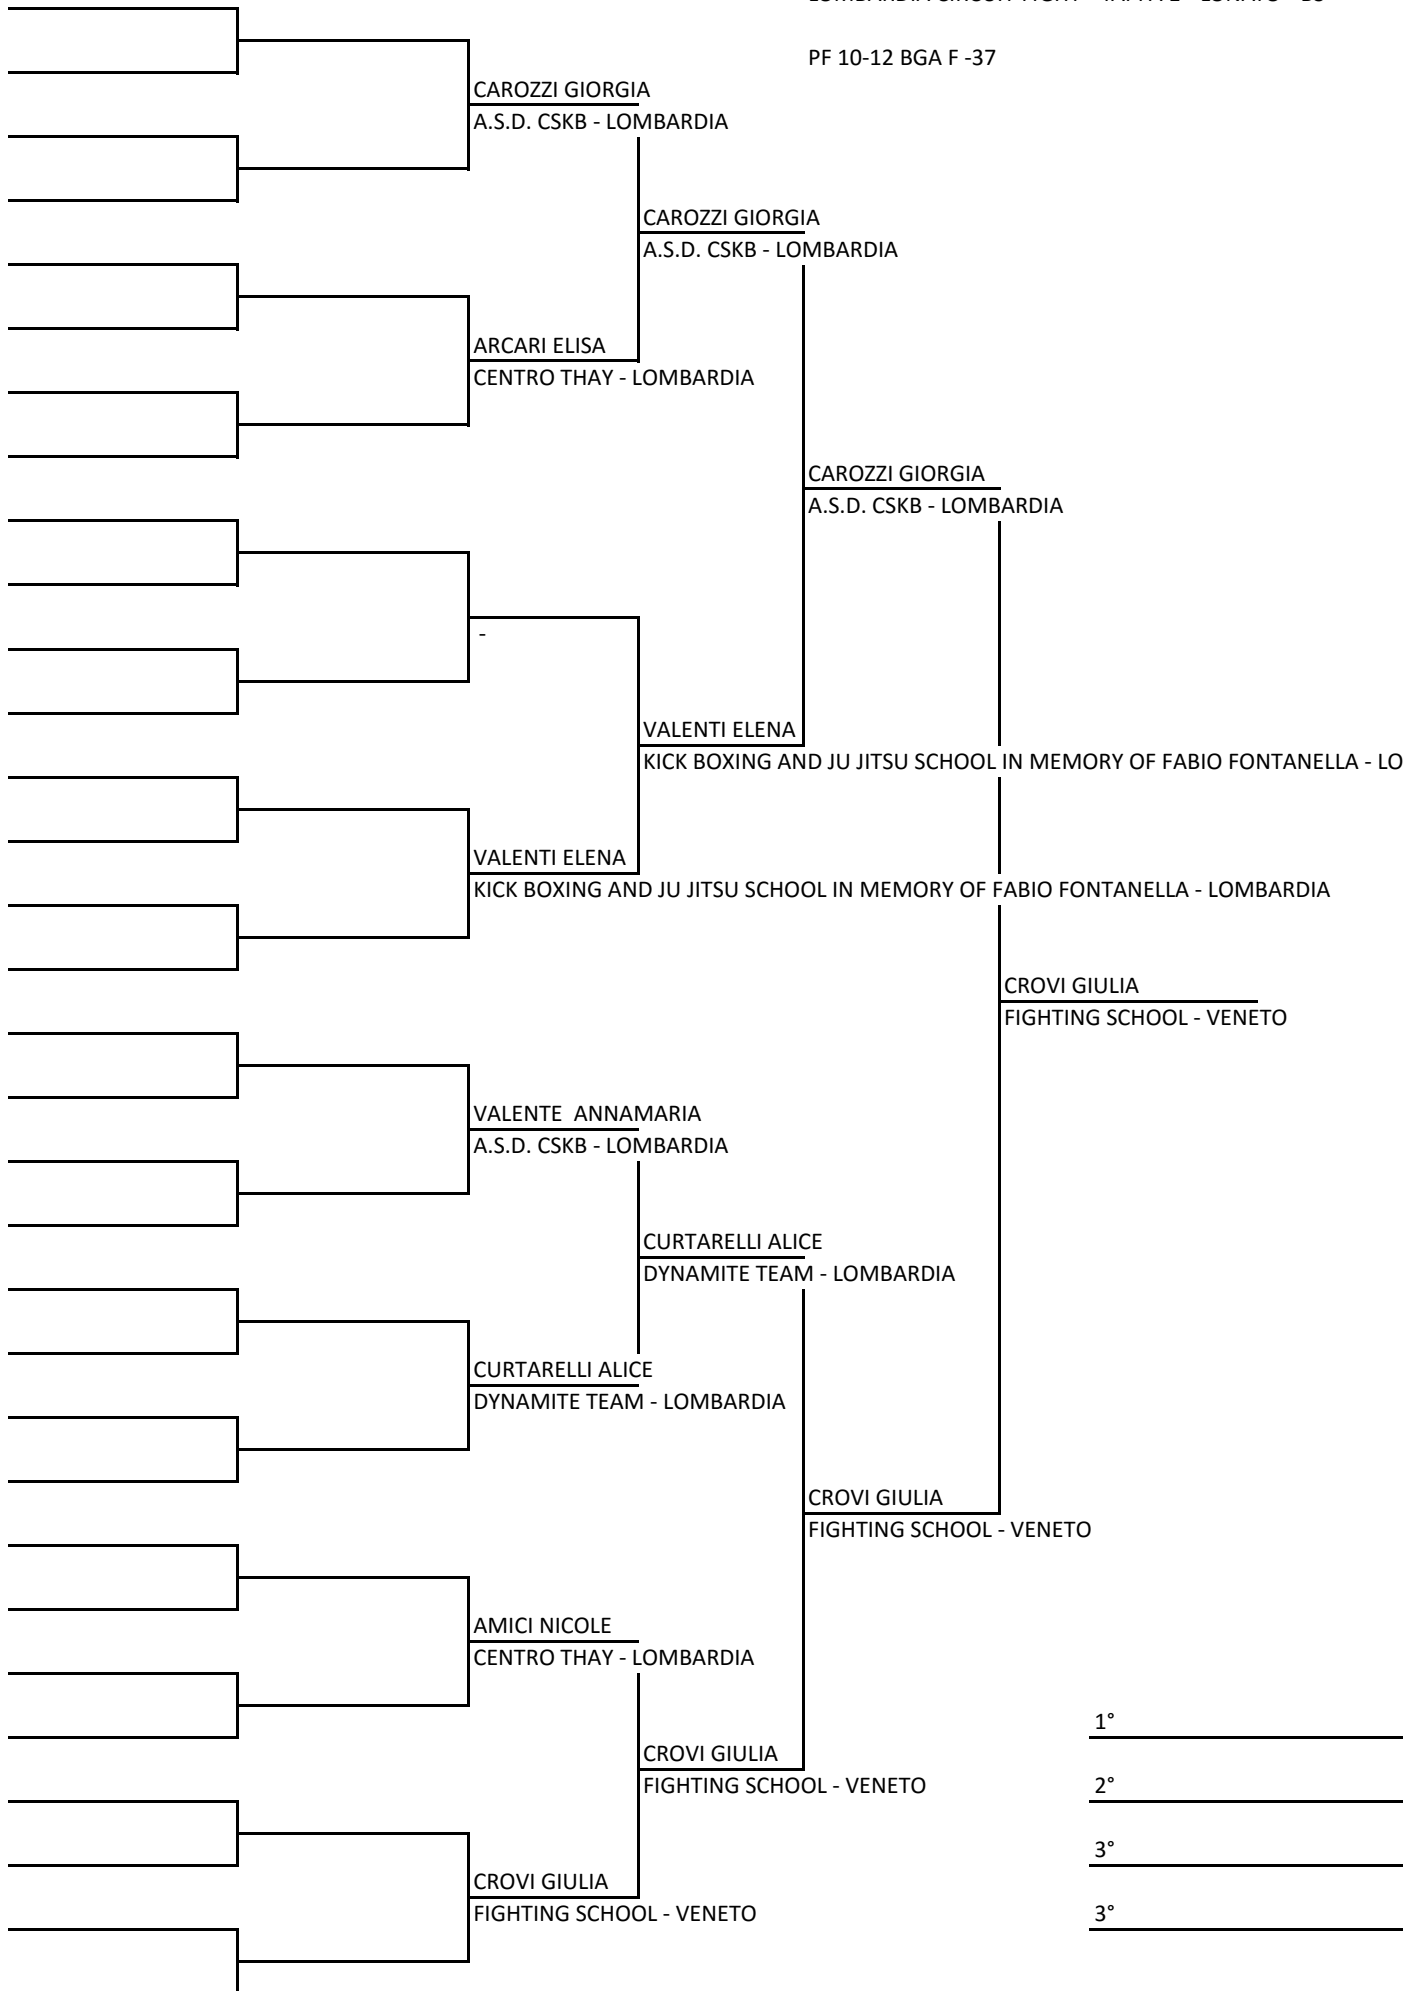 PF 10-12 BGA F -37
CAROZZI GIORGIA
A.S.D. CSKB - LOMBARDIA
CAROZZI GIORGIA
A.S.D. CSKB - LOMBARDIA
ARCARI ELISA
CENTRO THAY - LOMBARDIA
CAROZZI GIORGIA
A.S.D. CSKB - LOMBARDIA
-
VALENTI ELENA
KICK BOXING AND JU JITSU SCHOOL IN MEMORY OF FABIO FONTANELLA - LO
VALENTI ELENA
KICK BOXING AND JU JITSU SCHOOL IN MEMORY OF FABIO FONTANELLA - LOMBARDIA
CROVI GIULIA
FIGHTING SCHOOL - VENETO
VALENTE  ANNAMARIA
A.S.D. CSKB - LOMBARDIA
CURTARELLI ALICE
DYNAMITE TEAM - LOMBARDIA
CURTARELLI ALICE
DYNAMITE TEAM - LOMBARDIA
CROVI GIULIA
FIGHTING SCHOOL - VENETO
AMICI NICOLE
CENTRO THAY - LOMBARDIA
1°
CROVI GIULIA
FIGHTING SCHOOL - VENETO
2°
3°
CROVI GIULIA
FIGHTING SCHOOL - VENETO
3°